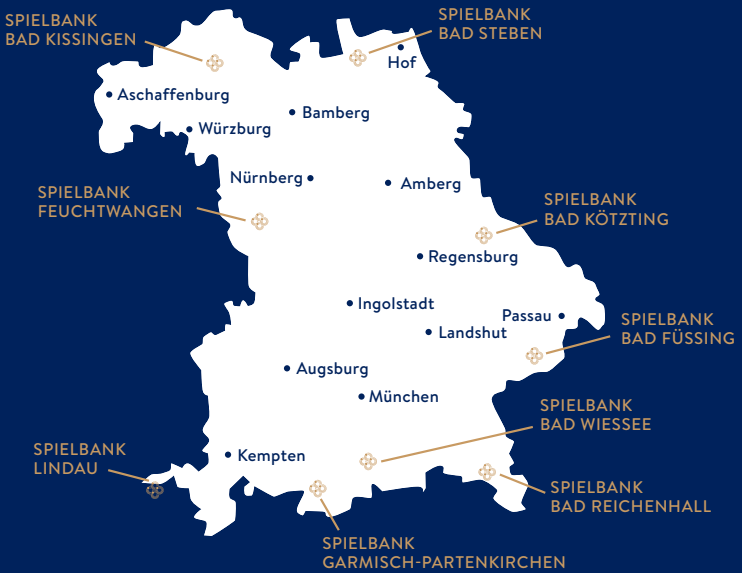 SPIELBANK
BAD KISSINGEN
SPIELBANK
BAD STEBEN
Hof
Aschaffenburg
Bamberg
Würzburg
Nürnberg
Amberg
SPIELBANK
FEUCHTWANGEN
SPIELBANK
BAD KÖTZTING
Regensburg
Ingolstadt
Passau
Landshut
SPIELBANK
BAD FÜSSING
Augsburg
München
SPIELBANK
BAD WIESSEE
Kempten
SPIELBANK
LINDAU
SPIELBANK
BAD REICHENHALL
SPIELBANK
GARMISCH-PARTENKIRCHEN